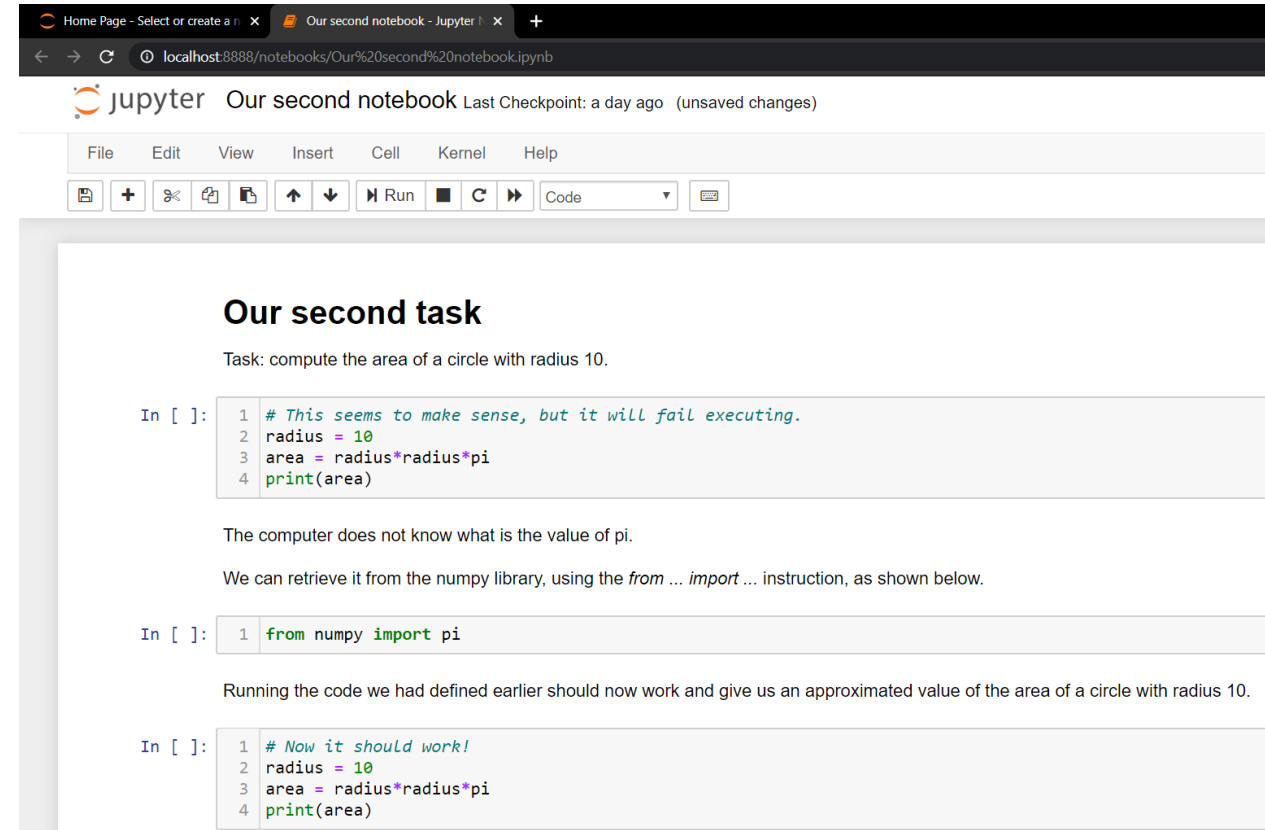 Home Page - Select or create a n
Our second notebook - Jupyter N
localhost:8888/notebooks/Our%20second%20notebook.ipynb
jupyter Our second notebook Last Checkpoint: a day ago (unsaved changes)
File Edit View Insert Cell Kernel Help
Run Code
Our second task
Task: compute the area of a circle with radius 10.
In [ ]: 1 # This seems to make sense, but it will fail executing.
2 radius = 10
3 area = radius*radius*pi
4 print(area)
The computer does not know what is the value of pi.
We can retrieve it from the numpy library, using the from ... import ... instruction, as shown below.
In [ ]: 1 from numpy import pi
Running the code we had defined earlier should now work and give us an approximated value of the area of a circle with radius 10.
In [ ]: 1 # Now it should work!
2 radius = 10
3 area = radius*radius*pi
4 print(area)